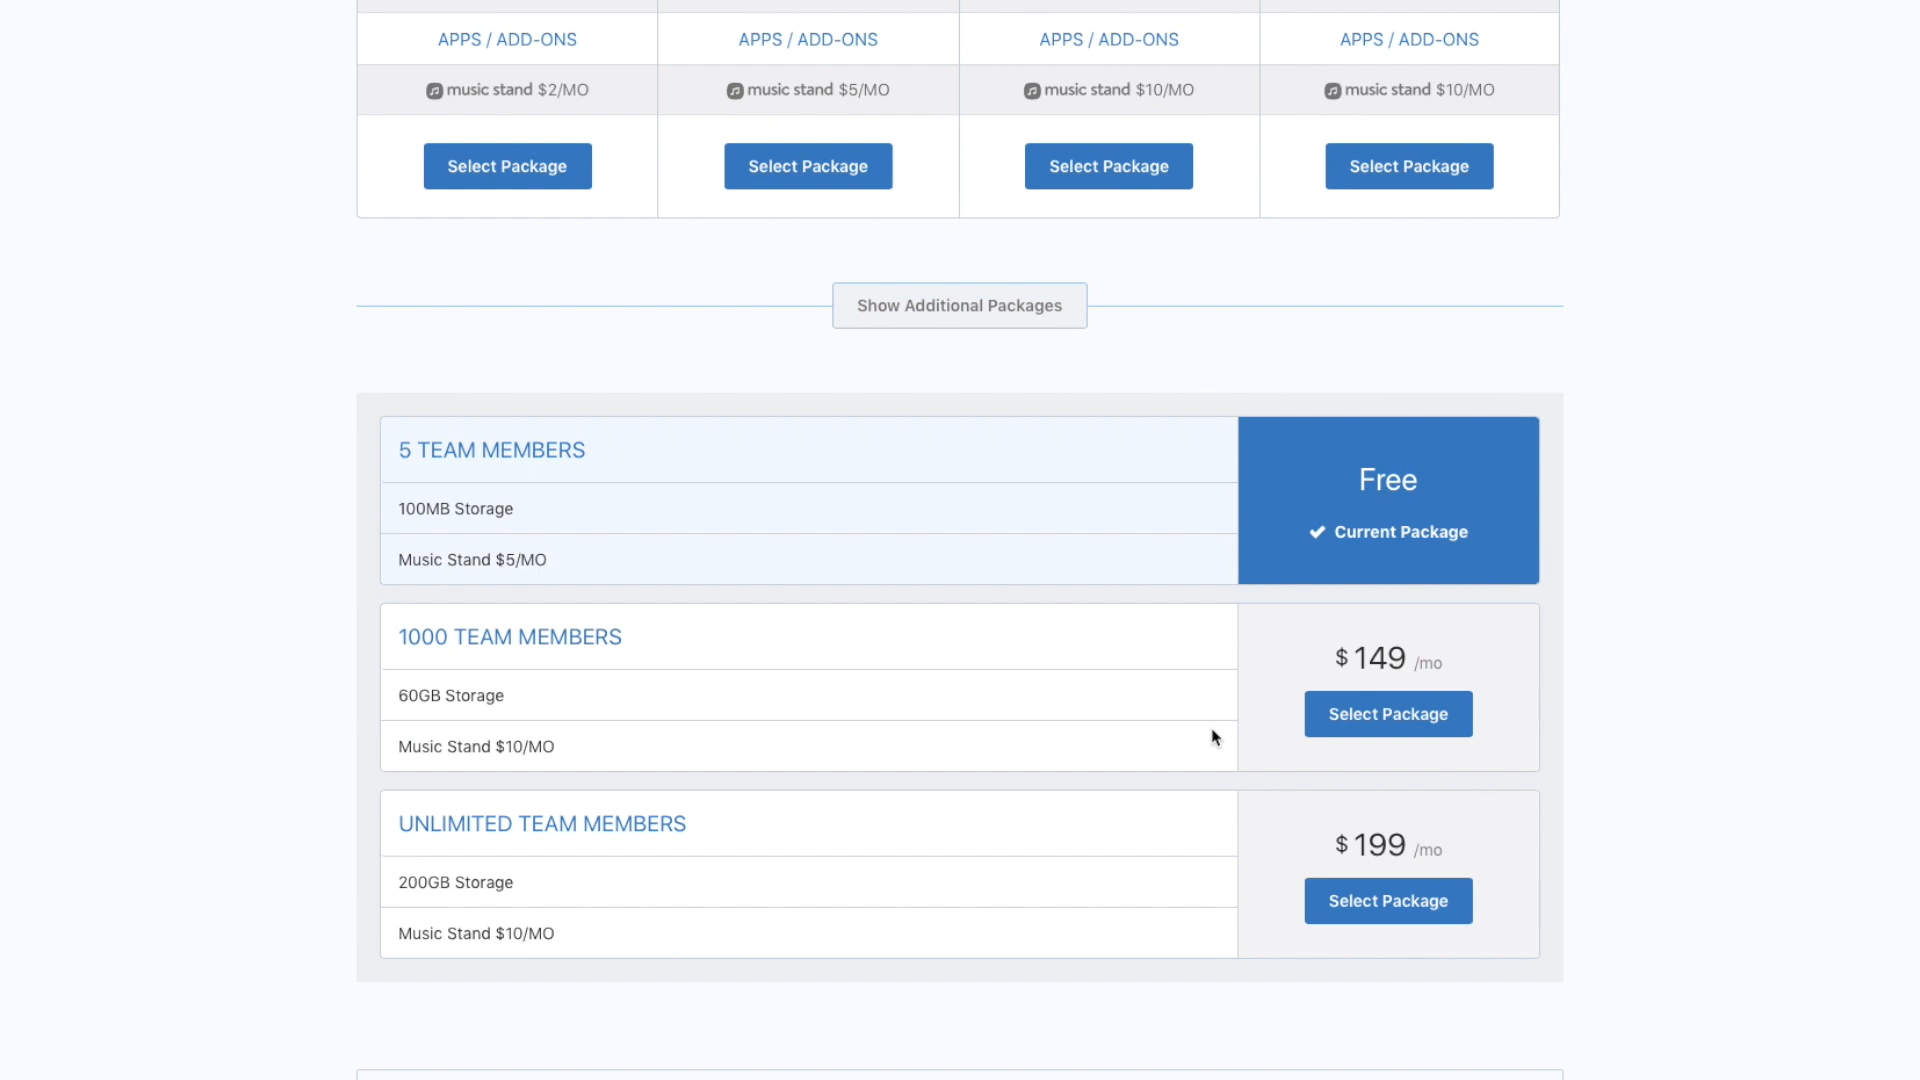 APPS / ADD-ONS APPS / ADD-ONS APPS / ADD-ONS APPS / ADD-ONS
music stand $2/MO music stand $5/MO music stand $10/MO music stand $10/MO
Select Package Select Package Select Package Select Package
Show Additional Packages
5 TEAM MEMBERS
100MB Storage
Music Stand $5/MO
Free
Current Package
1000 TEAM MEMBERS
60GB Storage
Music Stand $10/MO
$149 /mo
Select Package
UNLIMITED TEAM MEMBERS
200GB Storage
Music Stand $10/MO
$199 /mo
Select Package